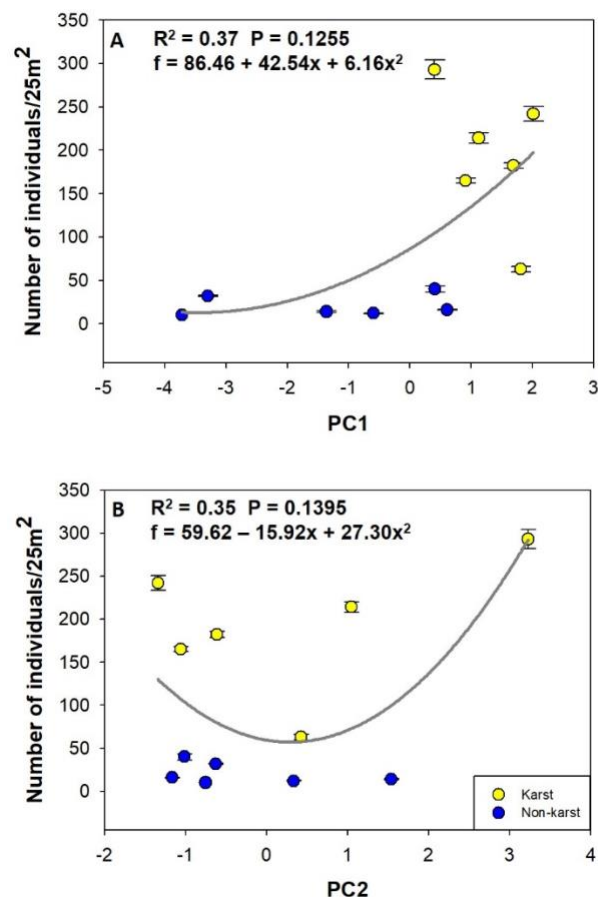 A
R² = 0.37 P = 0.1255
f = 86.46 + 42.54x + 6.16x²
Number of individuals/25m²
350
300
250
200
150
100
50
0
-5 -4 -3 -2 -1 0 1 2 3
PC1
B
R² = 0.35 P = 0.1395
f = 59.62 – 15.92x + 27.30x²
Number of individuals/25m²
350
300
250
200
150
100
50
0
Karst
Non-karst
-2 -1 0 1 2 3 4
PC2